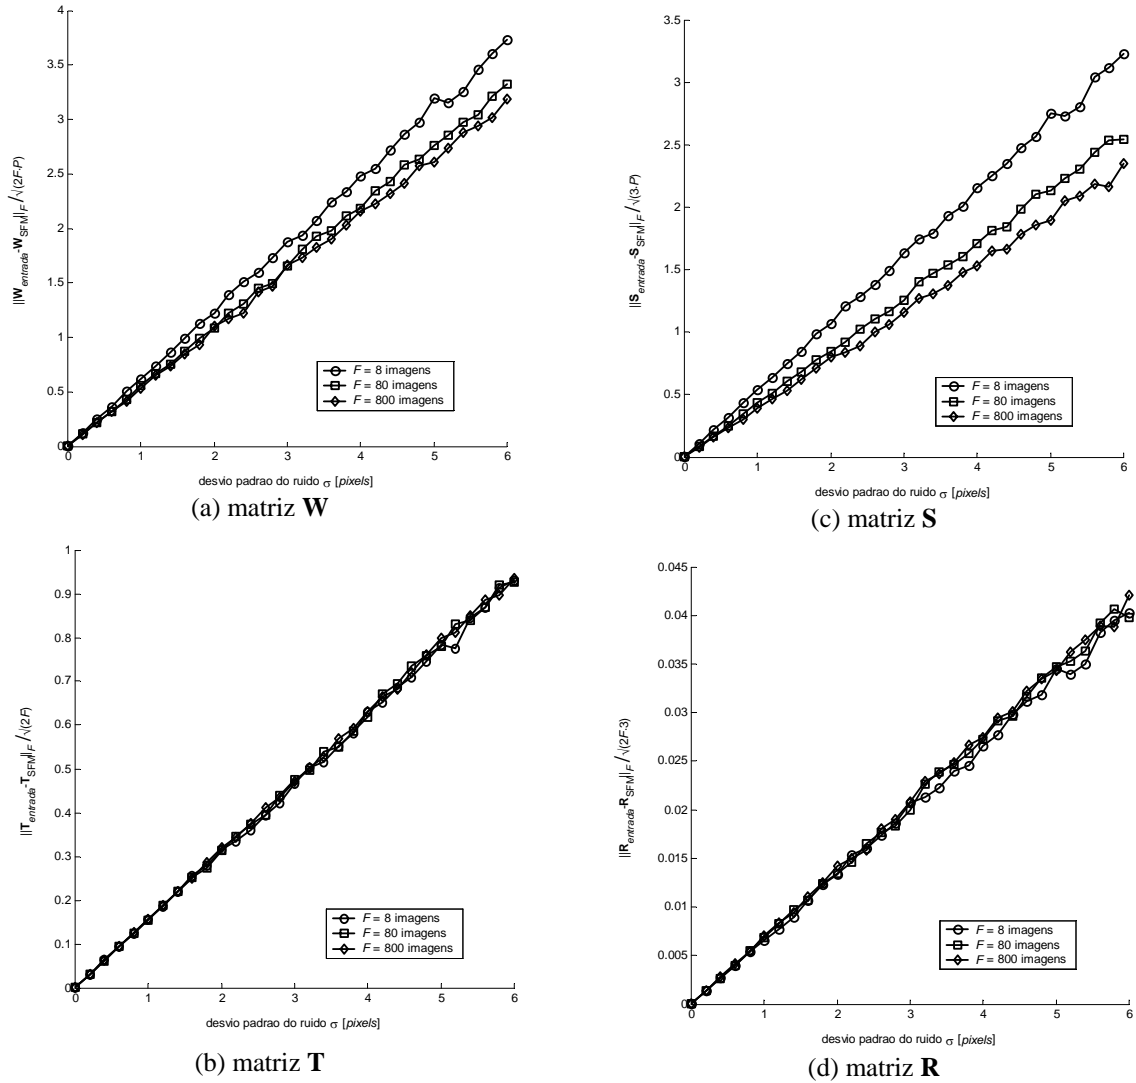 4
3.5
3
2.5
2
1.5
1
0.5
0
0 1 2 3 4 5 6
||W_entrada-W_SFM||_F /√(2F·P)
F = 8 imagens
F = 80 imagens
F = 800 imagens
desvio padrao do ruido σ [pixels]
(a) matriz W
3.5
3
2.5
2
1.5
1
0.5
0
0 1 2 3 4 5 6
||S_entrada-S_SFM||_F /√(3·P)
F = 8 imagens
F = 80 imagens
F = 800 imagens
desvio padrao do ruido σ [pixels]
(c) matriz S
1
0.9
0.8
0.7
0.6
0.5
0.4
0.3
0.2
0.1
0
0 1 2 3 4 5 6
||T_entrada-T_SFM||_F /√(2F)
F = 8 imagens
F = 80 imagens
F = 800 imagens
desvio padrao do ruido σ [pixels]
(b) matriz T
0.045
0.04
0.035
0.03
0.025
0.02
0.015
0.01
0.005
0
0 1 2 3 4 5 6
||R_entrada-R_SFM||_F /√(2F·3)
F = 8 imagens
F = 80 imagens
F = 800 imagens
desvio padrao do ruido σ [pixels]
(d) matriz R